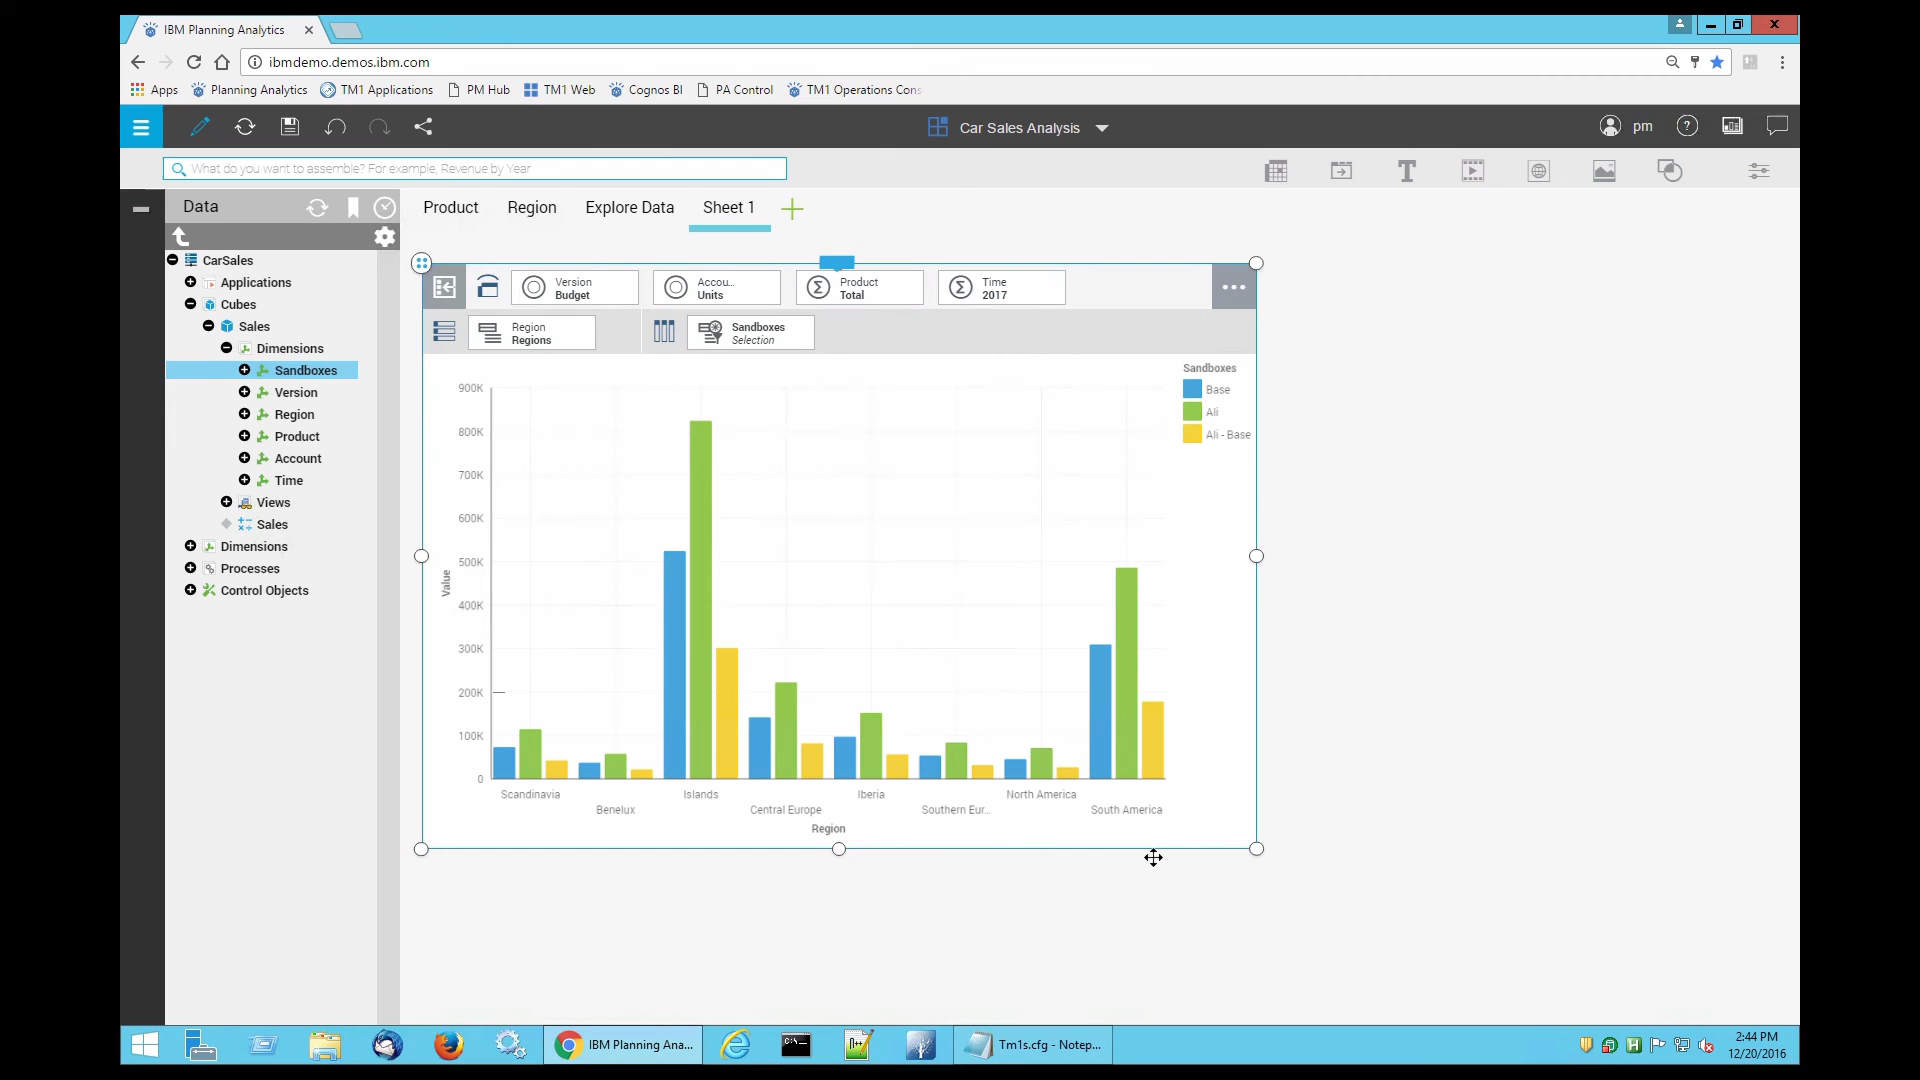 IBM Planning Analytics
ibmdemo.demos.ibm.com
Apps Planning Analytics TM1 Applications PM Hub TM1 Web Cognos BI PA Control TM1 Operations Cons
Car Sales Analysis
pm
What do you want to assemble? For example, Revenue by Year
Data
Product Region Explore Data Sheet 1
CarSales
Applications
Cubes
Sales
Dimensions
Sandboxes
Version
Region
Product
Account
Time
Views
Sales
Dimensions
Processes
Control Objects
Version
Budget
Accou...
Units
Product
Total
Time
2017
Region
Regions
Sandboxes
Selection
Sandboxes
Base
Ali
Ali - Base
Value
900K
800K
700K
600K
500K
400K
300K
200K
100K
0
Scandinavia
Benelux
Islands
Central Europe
Iberia
Southern Eur...
North America
South America
Region
IBM Planning Ana...
C:\.
n++
Tm1s.cfg - Notep...
2:44 PM
12/20/2016